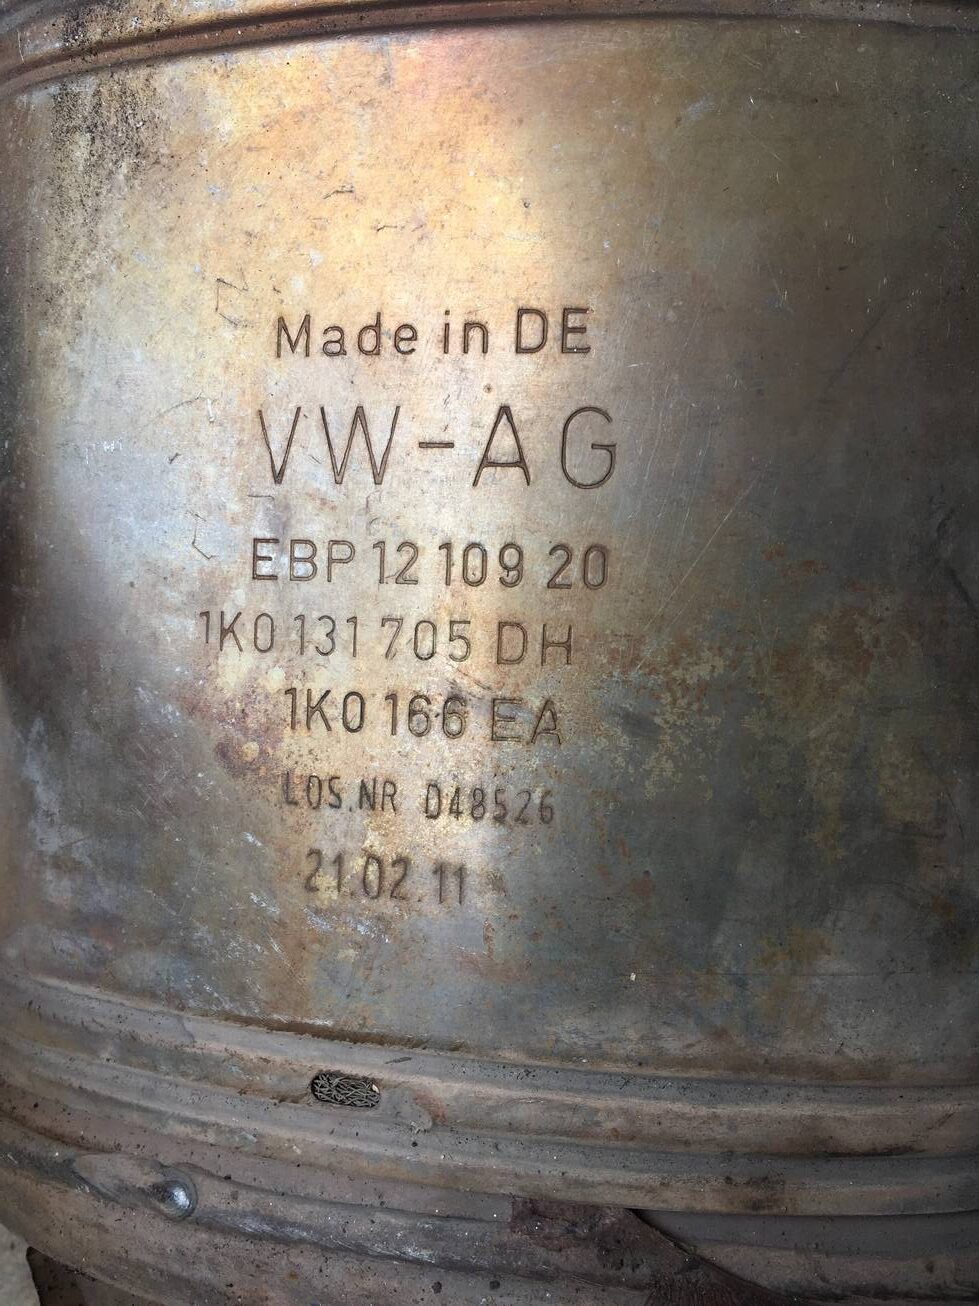 Made in DE
VW-AG
EBP 12 109 20
1K0 131 705 DH
1K0 166 EA
LOS.NR D48526
21.02.11